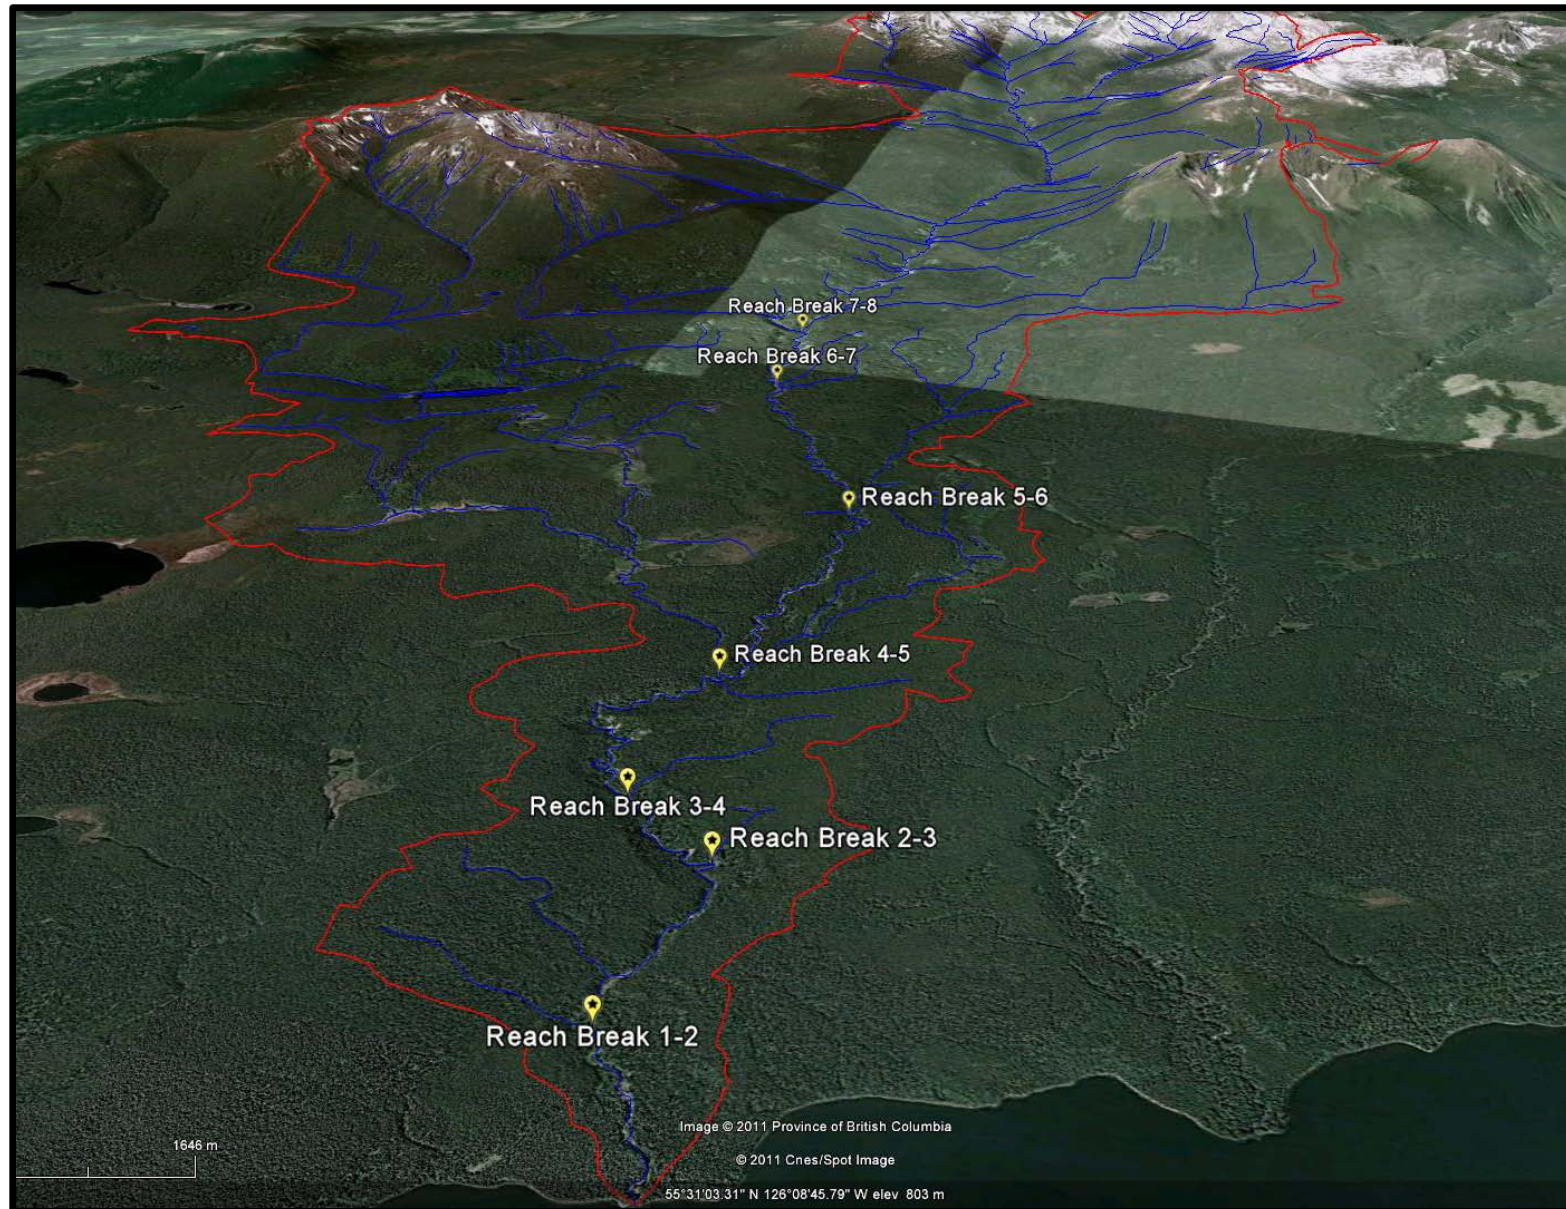 Reach Break 7-8
Reach Break 6-7
Reach Break 5-6
Reach Break 4-5
Reach Break 3-4
Reach Break 2-3
Reach Break 1-2
Image © 2011 Province of British Columbia
1646 m
© 2011 Cnes/Spot Image
55°31'03.31" N 126°08'45.79" W elev 803 m